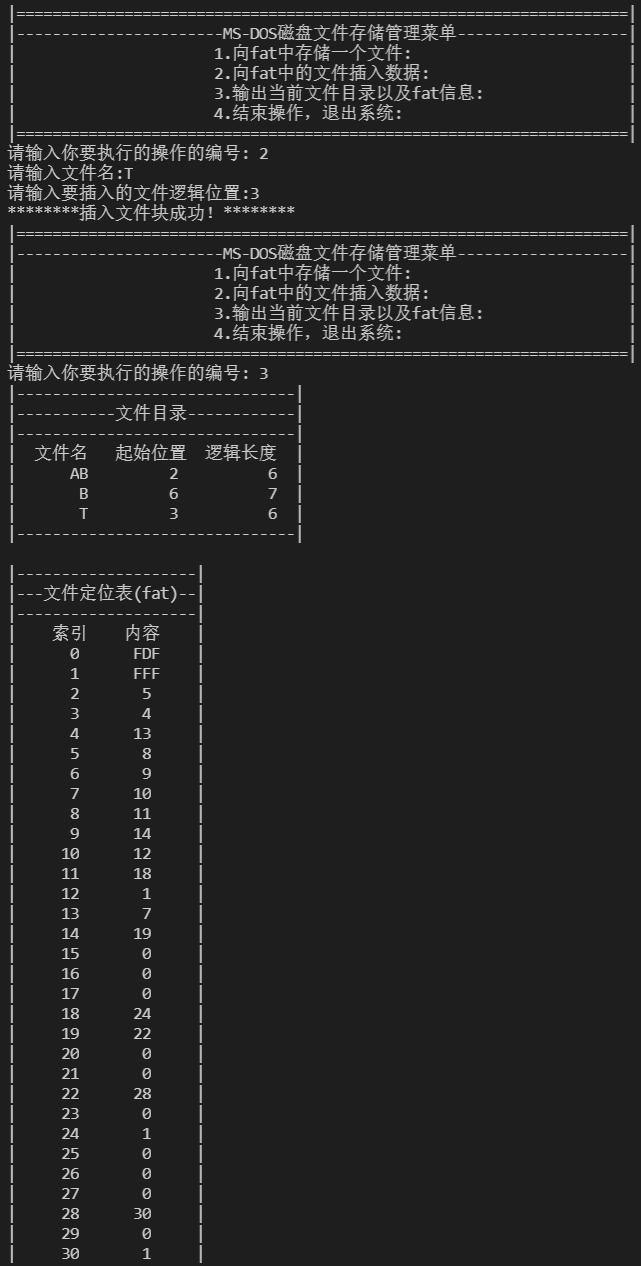 |====================================================================|
|-----------------------MS-DOS磁盘文件存储管理菜单-------------------|
|                      1.向fat中存储一个文件:                        |
|                      2.向fat中的文件插入数据:                      |
|                      3.输出当前文件目录以及fat信息:                |
|                      4.结束操作，退出系统:                         |
|====================================================================|
请输入你要执行的操作的编号: 2
请输入文件名:T
请输入要插入的文件逻辑位置:3
********插入文件块成功! ********
|====================================================================|
|-----------------------MS-DOS磁盘文件存储管理菜单-------------------|
|                      1.向fat中存储一个文件:                        |
|                      2.向fat中的文件插入数据:                      |
|                      3.输出当前文件目录以及fat信息:                |
|                      4.结束操作，退出系统:                         |
|====================================================================|
请输入你要执行的操作的编号: 3
|-------------------------------|
|-----------文件目录------------|
|-------------------------------|
|  文件名   起始位置  逻辑长度  |
|      AB         2          6  |
|       B         6          7  |
|       T         3          6  |
|-------------------------------|
|--------------------|
|---文件定位表(fat)--|
|--------------------|
|    索引    内容    |
|      0      FDF    |
|      1      FFF    |
|      2       5     |
|      3       4     |
|      4      13     |
|      5       8     |
|      6       9     |
|      7      10     |
|      8      11     |
|      9      14     |
|     10      12     |
|     11      18     |
|     12       1     |
|     13       7     |
|     14      19     |
|     15       0     |
|     16       0     |
|     17       0     |
|     18      24     |
|     19      22     |
|     20       0     |
|     21       0     |
|     22      28     |
|     23       0     |
|     24       1     |
|     25       0     |
|     26       0     |
|     27       0     |
|     28      30     |
|     29       0     |
|     30       1     |